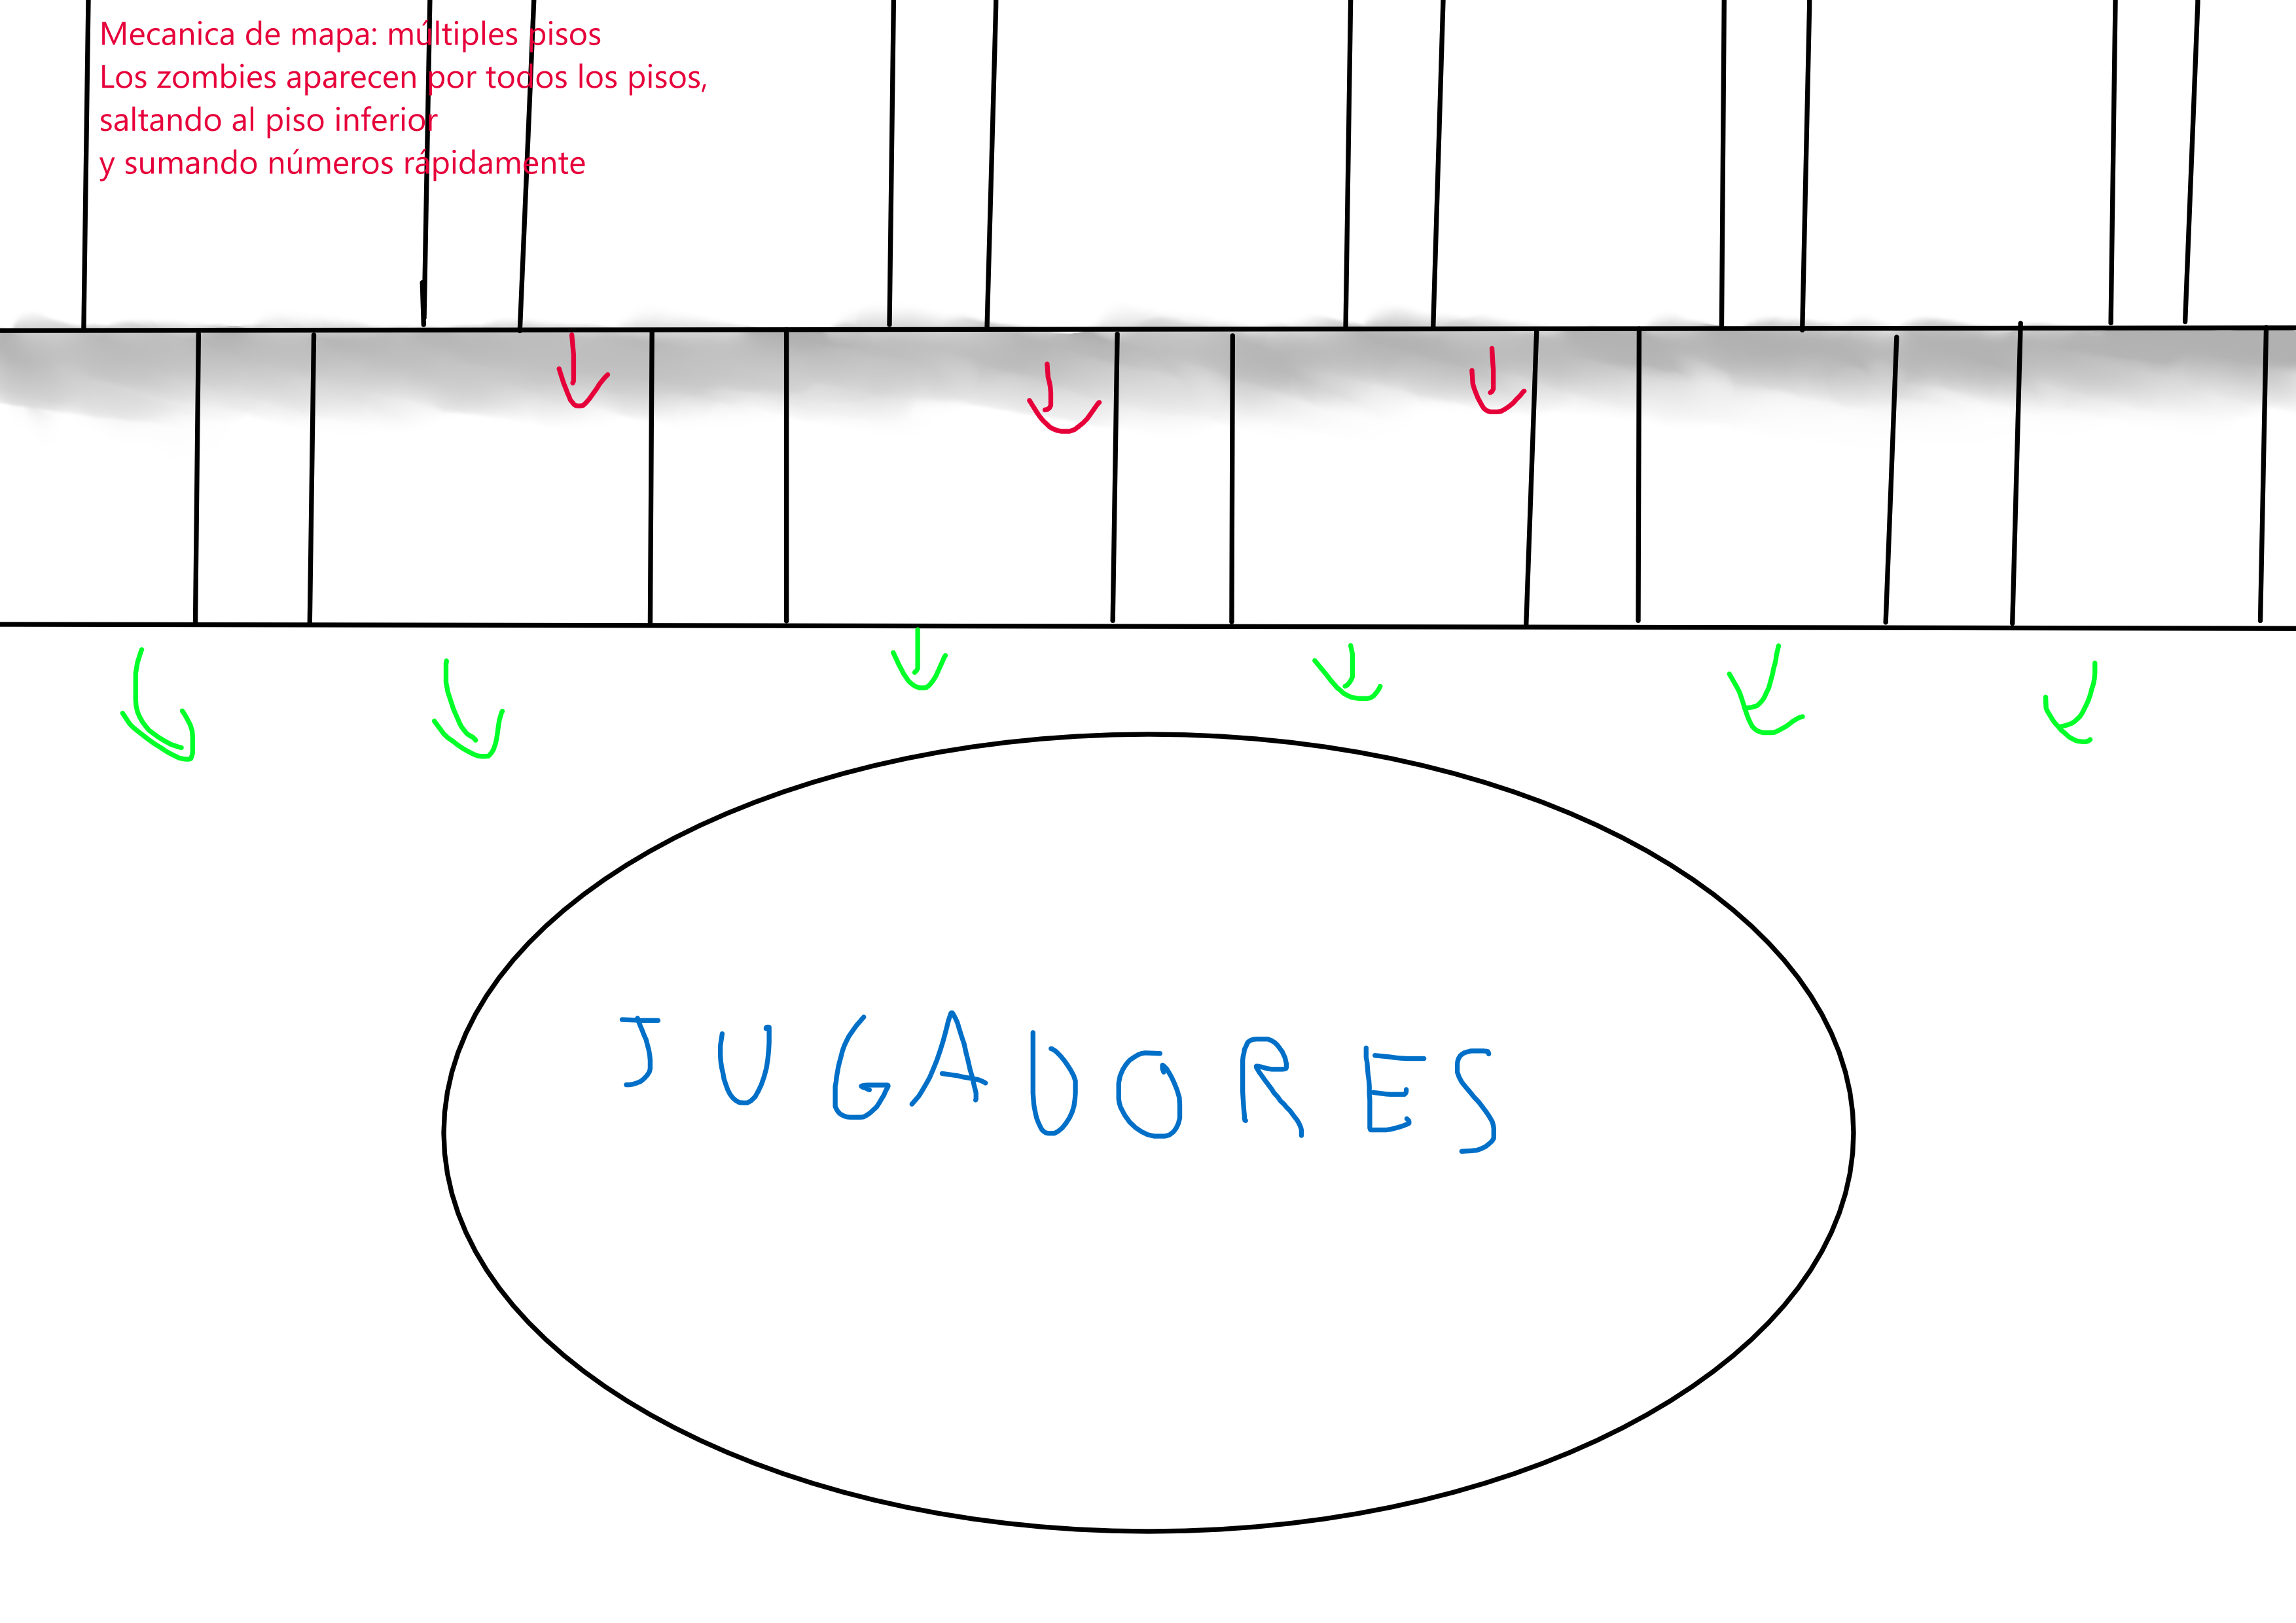 Mecanica de mapa: múltiples pisos
Los zombies aparecen por todos los pisos,
saltando al piso inferior
y sumando números rápidamente
JUGADORES